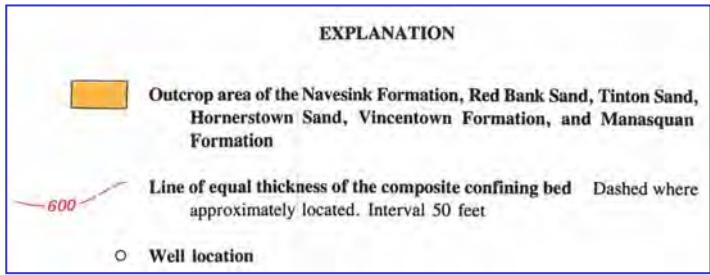 EXPLANATION
Outcrop area of the Navesink Formation, Red Bank Sand, Tinton Sand,
Hornerstown Sand, Vincentown Formation, and Manasquan
Formation
600
Line of equal thickness of the composite confining bed Dashed where
approximately located. Interval 50 feet
Well location